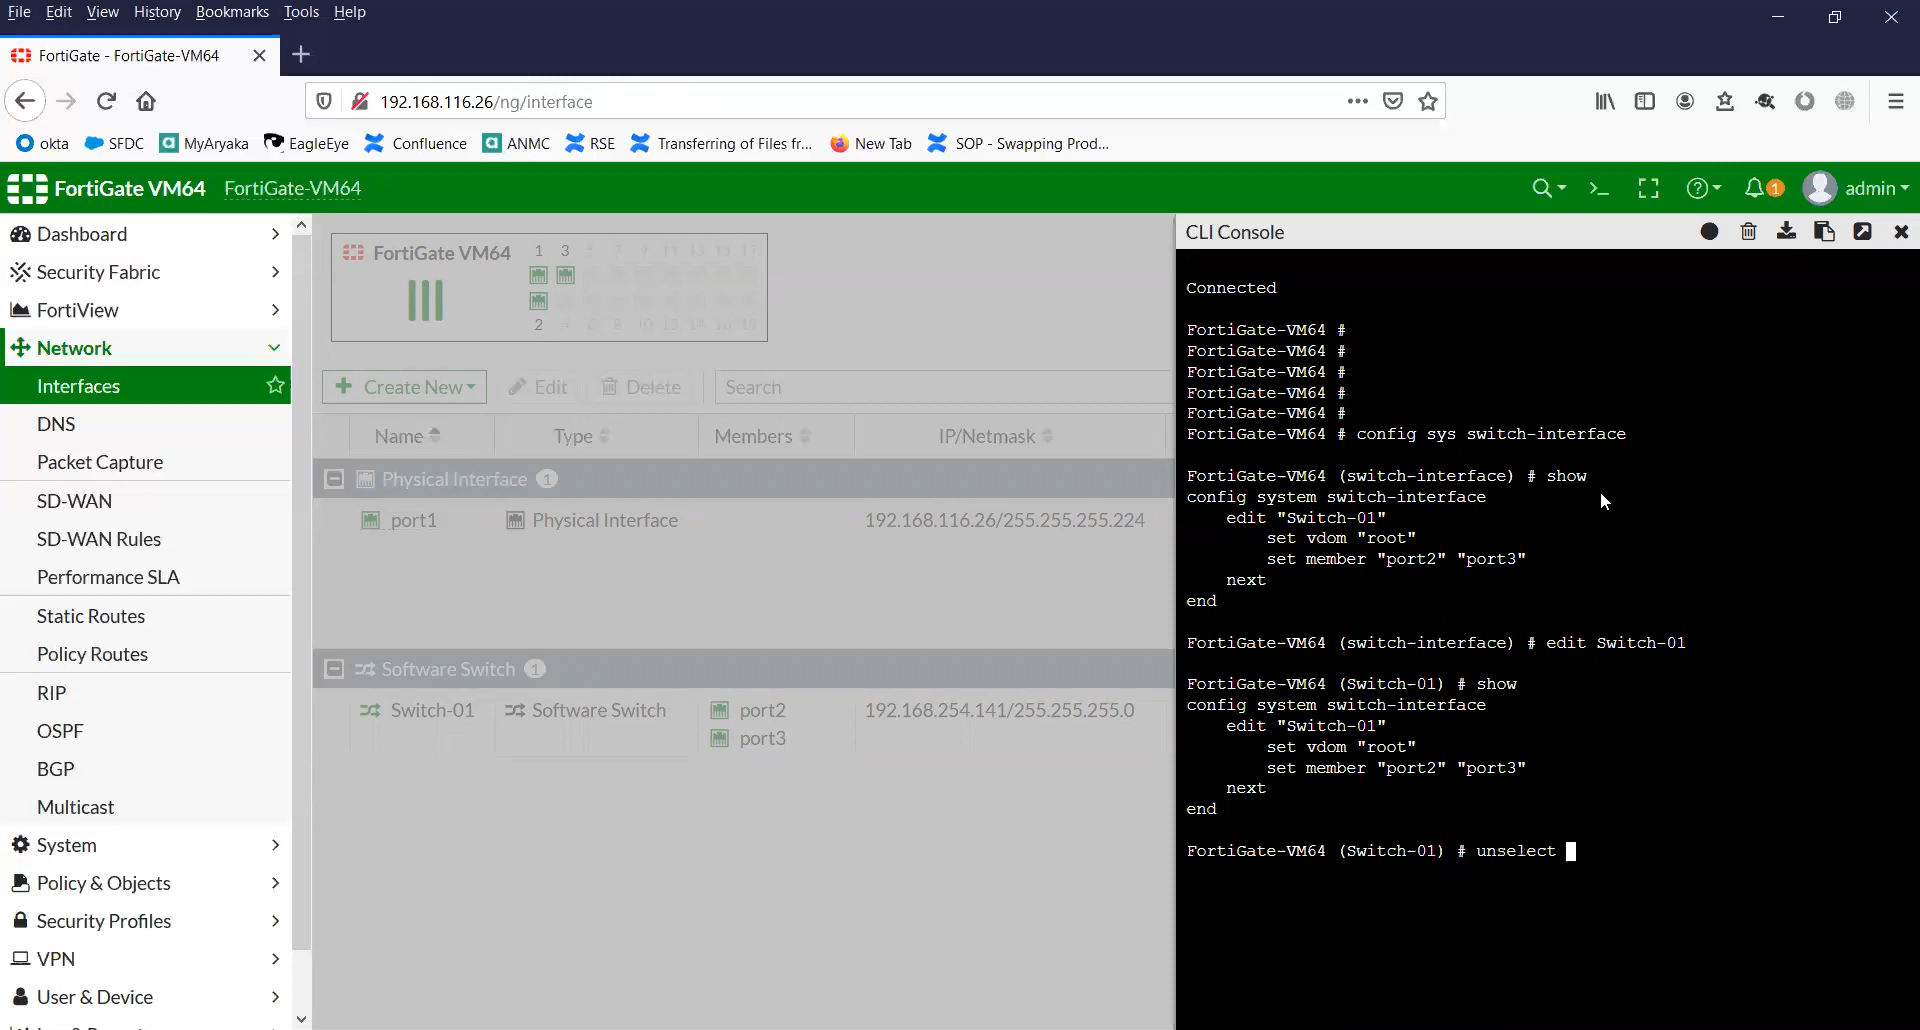 File Edit View History Bookmarks Tools Help
FortiGate - FortiGate-VM64
192.168.116.26/ng/interface
okta SFDC MyAryaka EagleEye Confluence ANMC RSE Transferring of Files fr... New Tab SOP - Swapping Prod...
FortiGate VM64 FortiGate-VM64 1 admin
Dashboard
Security Fabric
FortiView
Network
Interfaces
DNS
Packet Capture
SD-WAN
SD-WAN Rules
Performance SLA
Static Routes
Policy Routes
RIP
OSPF
BGP
Multicast
System
Policy & Objects
Security Profiles
VPN
User & Device
FortiGate VM64
1 3
2
Create New Edit Delete Search
Name Type Members IP/Netmask
Physical Interface 1
port1 Physical Interface 192.168.116.26/255.255.255.224
Software Switch 1
Switch-01 Software Switch port2 192.168.254.141/255.255.255.0
port3
CLI Console
Connected
FortiGate-VM64 #
FortiGate-VM64 #
FortiGate-VM64 #
FortiGate-VM64 #
FortiGate-VM64 #
FortiGate-VM64 # config sys switch-interface
FortiGate-VM64 (switch-interface) # show
config system switch-interface
edit "Switch-01"
set vdom "root"
set member "port2" "port3"
next
end
FortiGate-VM64 (switch-interface) # edit Switch-01
FortiGate-VM64 (Switch-01) # show
config system switch-interface
edit "Switch-01"
set vdom "root"
set member "port2" "port3"
next
end
FortiGate-VM64 (Switch-01) # unselect